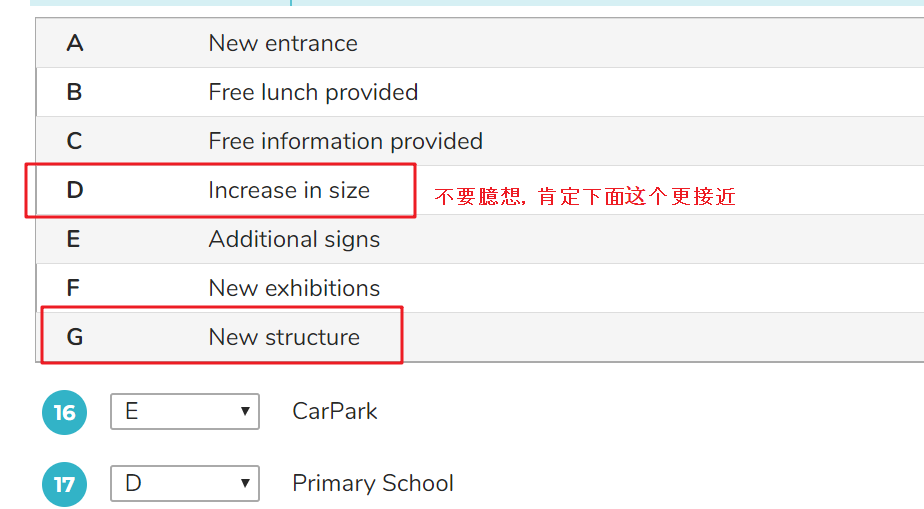 A New entrance
B Free lunch provided
C Free information provided
D Increase in size 不要臆想, 肯定下面这个更接近
E Additional signs
F New exhibitions
G New structure
16 E CarPark
17 D Primary School